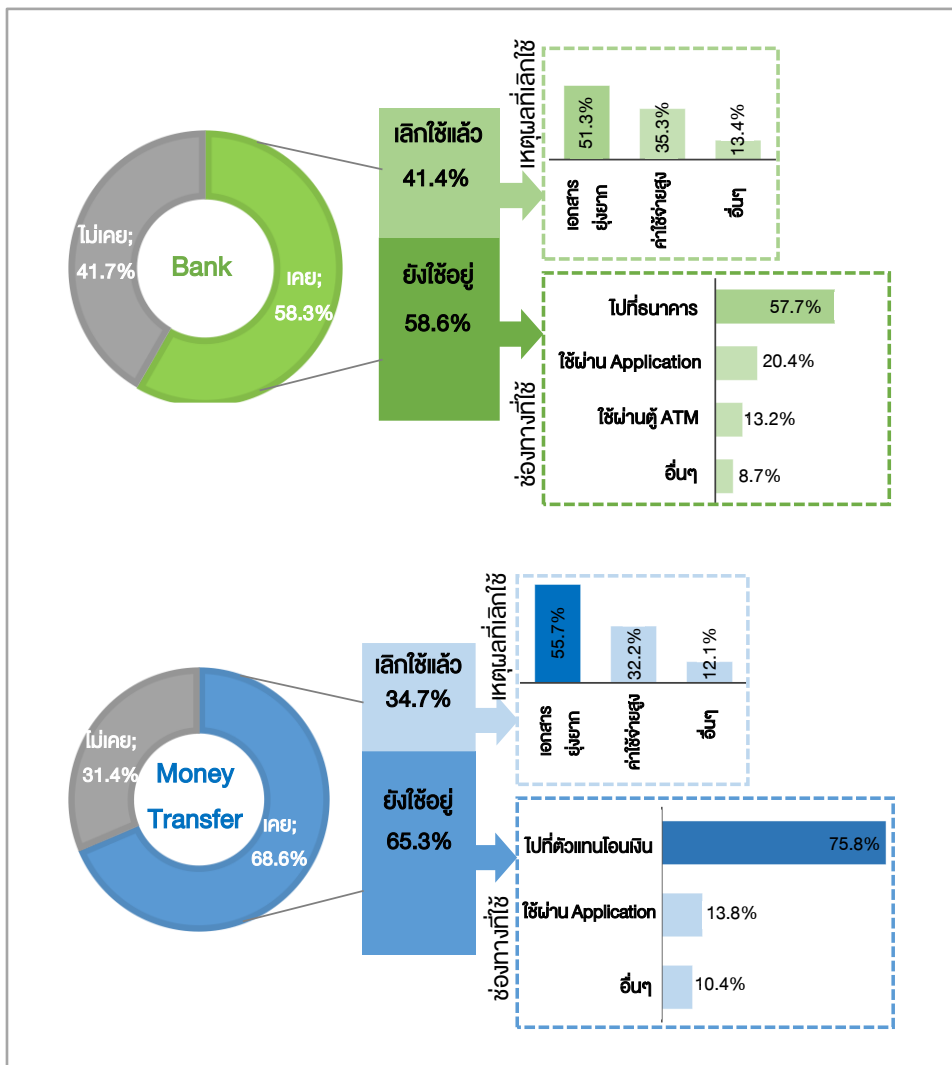 ไม่เคย;
41.7%
Bank
เคย;
58.3%
เลิกใช้แล้ว
41.4%
ยังใช้อยู่
58.6%
เหตุผลที่เลิกใช้
51.3%
35.3%
13.4%
เอกสาร
ยุ่งยาก
ค่าใช้จ่ายสูง
อื่นๆ
ช่องทางที่ใช้
ไปที่ธนาคาร
57.7%
ใช้ผ่าน Application
20.4%
ใช้ผ่านตู้ ATM
13.2%
อื่นๆ
8.7%
ไม่เคย;
31.4%
Money
Transfer
เคย;
68.6%
เลิกใช้แล้ว
34.7%
ยังใช้อยู่
65.3%
เหตุผลที่เลิกใช้
55.7%
32.2%
12.1%
เอกสาร
ยุ่งยาก
ค่าใช้จ่ายสูง
อื่นๆ
ช่องทางที่ใช้
ไปที่ตัวแทนโอนเงิน
75.8%
ใช้ผ่าน Application
13.8%
อื่นๆ
10.4%